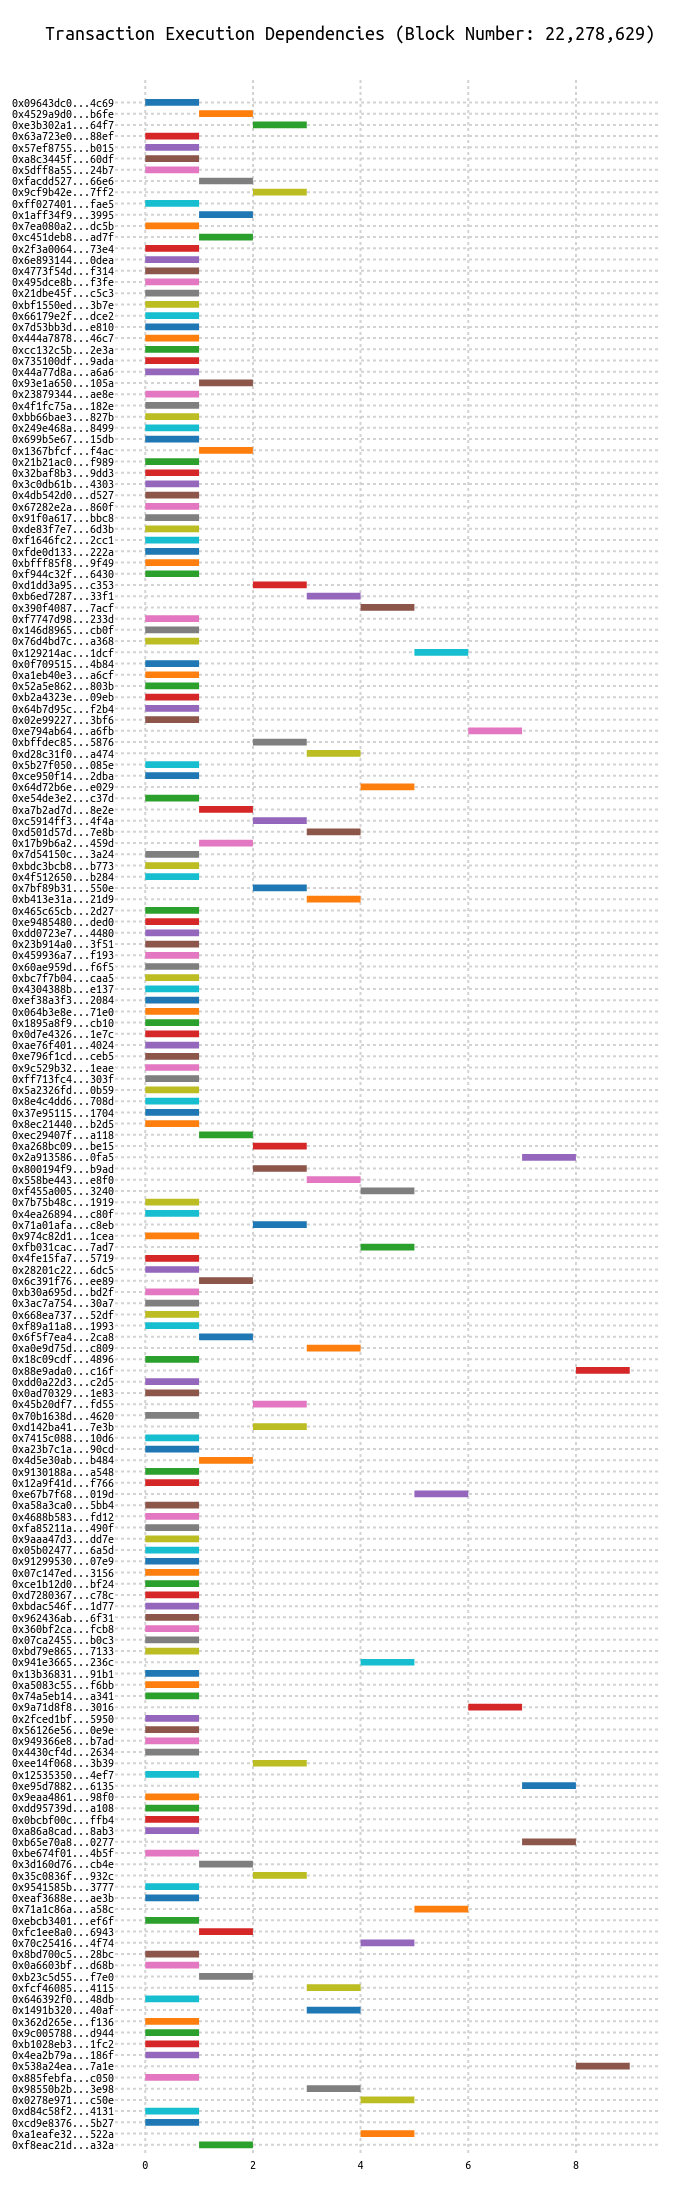 Transaction Execution Dependencies (Block Number: 22,278,629)
0x09643dc0...4c69
0x4529a9d0...b6fe
0xe3b302a1...64f7
0x63a723e0...88ef
0x57ef8755...b015
0xa8c3445f...60df
0x5dff8a55...24b7
0xfacdd527...66e6
0x9cf9b42e...7ff2
0xff027401...fae5
0x1aff34f9...3995
0x7ea080a2...dc5b
0xc451deb8...ad7f
0x2f3a0064...73e4
0x6e893144...0dea
0x4773f54d...f314
0x495dce8b...f3fe
0x21dbe45f...c5c3
0xbf1550ed...3b7e
0x66179e2f...dce2
0x7d53bb3d...e810
0x444a7878...46c7
0xcc132c5b...2e3a
0x735100df...9ada
0x44a77d8a...a6a6
0x93e1a650...105a
0x23879344...ae8e
0x4f1fc75a...182e
0xbb66bae3...827b
0x249e468a...8499
0x699b5e67...15db
0x1367bfcf...f4ac
0x21b21ac0...f989
0x32baf8b3...9dd3
0x3c0db61b...4303
0x4db542d0...d527
0x67282e2a...860f
0x91f0a617...bbc8
0xde83f7e7...6d3b
0xf1646fc2...2cc1
0xfde0d133...222a
0xbfff85f8...9f49
0xf944c32f...6430
0xd1dd3a95...c353
0xb6ed7287...33f1
0x390f4087...7acf
0xf7747d98...233d
0x146d8965...cb0f
0x76d4bd7c...a368
0x129214ac...1dcf
0x0f709515...4b84
0xa1eb40e3...a6cf
0x52a5e862...803b
0xb2a4323e...09eb
0x64b7d95c...f2b4
0x02e99227...3bf6
0xe794ab64...a6fb
0xbffdec85...5876
0xd28c31f0...a474
0x5b27f050...085e
0xce950f14...2dba
0x64d72b6e...e029
0xe54de3e2...c37d
0xa7b2ad7d...8e2e
0xc5914ff3...4f4a
0xd501d57d...7e8b
0x17b9b6a2...459d
0x7d54150c...3a24
0xbdc3bcb8...b773
0x4f512650...b284
0x7bf89b31...550e
0xb413e31a...21d9
0x465c65cb...2d27
0xe9485480...ded0
0xdd0723e7...4480
0x23b914a0...3f51
0x459936a7...f193
0x60ae959d...f6f5
0xbc7f7b04...caa5
0x4304388b...e137
0xef38a3f3...2084
0x064b3e8e...71e0
0x1895a8f9...cb10
0x0d7e4326...1e7c
0xae76f401...4024
0xe796f1cd...ceb5
0x9c529b32...1eae
0xff713fc4...303f
0x5a2326fd...0b59
0x8e4c4dd6...708d
0x37e95115...1704
0x8ec21440...b2d5
0xec29407f...a118
0xa268bc09...be15
0x2a913586...0fa5
0x800194f9...b9ad
0x558be443...e8f0
0xf455a005...3240
0x7b75b48c...1919
0x4ea26894...c80f
0x71a01afa...c8eb
0x974c82d1...1cea
0xfb031cac...7ad7
0x4fe15fa7...5719
0x28201c22...6dc5
0x6c391f76...ee89
0xb30a695d...bd2f
0x3ac7a754...30a7
0x668ea737...52df
0xf89a11a8...1993
0x6f5f7ea4...2ca8
0xa0e9d75d...c809
0x18c09cdf...4896
0x88e9ada0...c16f
0xdd0a22d3...c2d5
0x0ad70329...1e83
0x45b20df7...fd55
0x70b1638d...4620
0xd142ba41...7e3b
0x7415c088...10d6
0xa23b7c1a...90cd
0x4d5e30ab...b484
0x9130188a...a548
0x12a9f41d...f766
0xe67b7f68...019d
0xa58a3ca0...5bb4
0x4688b583...fd12
0xfa85211a...490f
0x9aaa47d3...dd7e
0x05b02477...6a5d
0x91299530...07e9
0x07c147ed...3156
0xce1b12d0...bf24
0xd7280367...c78c
0xbdac546f...1d77
0x962436ab...6f31
0x360bf2ca...fcb8
0x07ca2455...b0c3
0xbd79e865...7133
0x941e3665...236c
0x13b36831...91b1
0xa5083c55...f6bb
0x74a5eb14...a341
0x9a71d8f8...3016
0x2fced1bf...5950
0x56126e56...0e9e
0x949366e8...b7ad
0x4430cf4d...2634
0xee14f068...3b39
0x12535350...4ef7
0xe95d7882...6135
0x9eaa4861...98f0
0xdd95739d...a108
0x0bcbf00c...ffb4
0xa86a8cad...8ab3
0xb65e70a8...0277
0xbe674f01...4b5f
0x3d160d76...cb4e
0x35c0836f...932c
0x9541585b...3777
0xeaf3688e...ae3b
0x71a1c86a...a58c
0xebcb3401...ef6f
0xfc1ee8a0...6943
0x70c25416...4f74
0x8bd700c5...28bc
0x0a6603bf...d68b
0xb23c5d55...f7e0
0xfcf46085...4115
0x646392f0...48db
0x1491b320...40af
0x362d265e...f136
0x9c005788...d944
0xb1028eb3...1fc2
0x4ea2b79a...186f
0x538a24ea...7a1e
0x885febfa...c050
0x98550b2b...3e98
0x0278e971...c50e
0xd84c58f2...4131
0xcd9e8376...5b27
0xa1eafe32...522a
0xf8eac21d...a32a
0 2 4 6 8